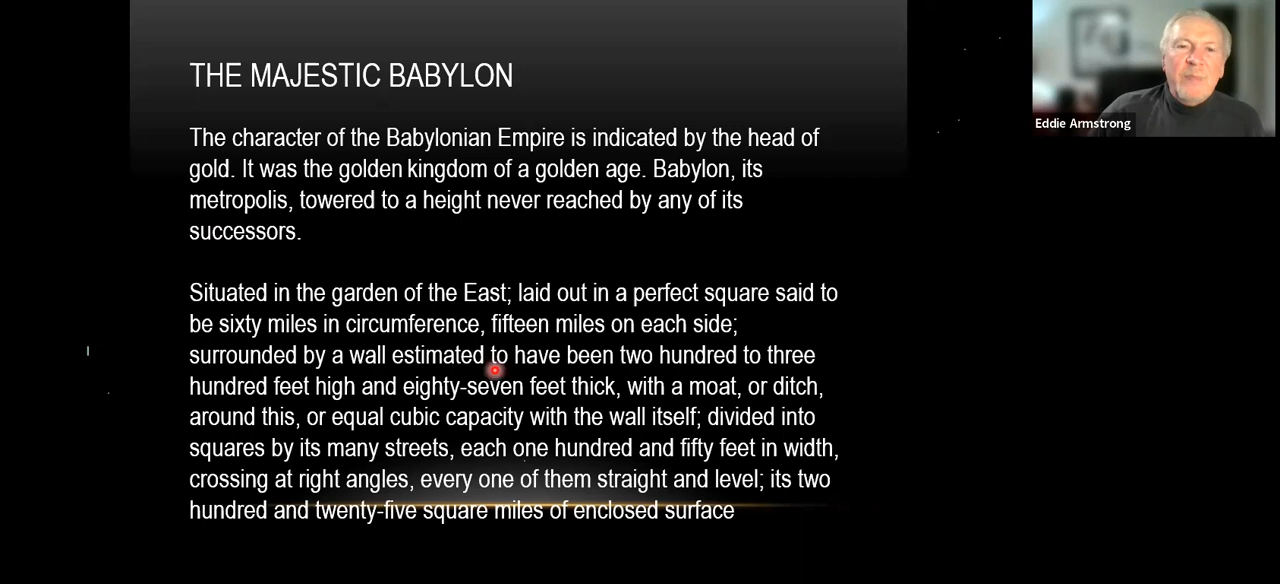 THE MAJESTIC BABYLON
The character of the Babylonian Empire is indicated by the head of
gold. It was the golden kingdom of a golden age. Babylon, its
metropolis, towered to a height never reached by any of its
successors.
Situated in the garden of the East; laid out in a perfect square said to
be sixty miles in circumference, fifteen miles on each side;
surrounded by a wall estimated to have been two hundred to three
hundred feet high and eighty-seven feet thick, with a moat, or ditch,
around this, or equal cubic capacity with the wall itself; divided into
squares by its many streets, each one hundred and fifty feet in width,
crossing at right angles, every one of them straight and level; its two
hundred and twenty-five square miles of enclosed surface
Eddie Armstrong